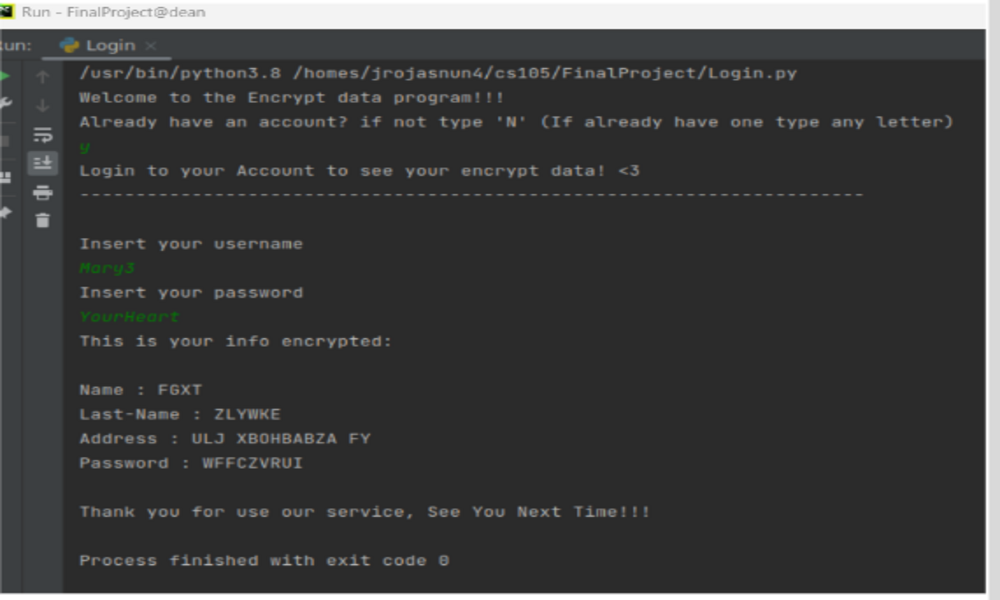 Run - FinalProject@dean
un: Login ×
/usr/bin/python3.8 /homes/jrojasnun4/cs105/FinalProject/Login.py
Welcome to the Encrypt data program!!!
Already have an account? if not type 'N' (If already have one type any letter)
y
Login to your Account to see your encrypt data! <3
----------------------------------------------------------------------
Insert your username
Mary3
Insert your password
YourHeart
This is your info encrypted:
Name : FGXT
Last-Name : ZLYWKE
Address : ULJ XBOHBABZA FY
Password : WFFCZVRUI
Thank you for use our service, See You Next Time!!!
Process finished with exit code 0